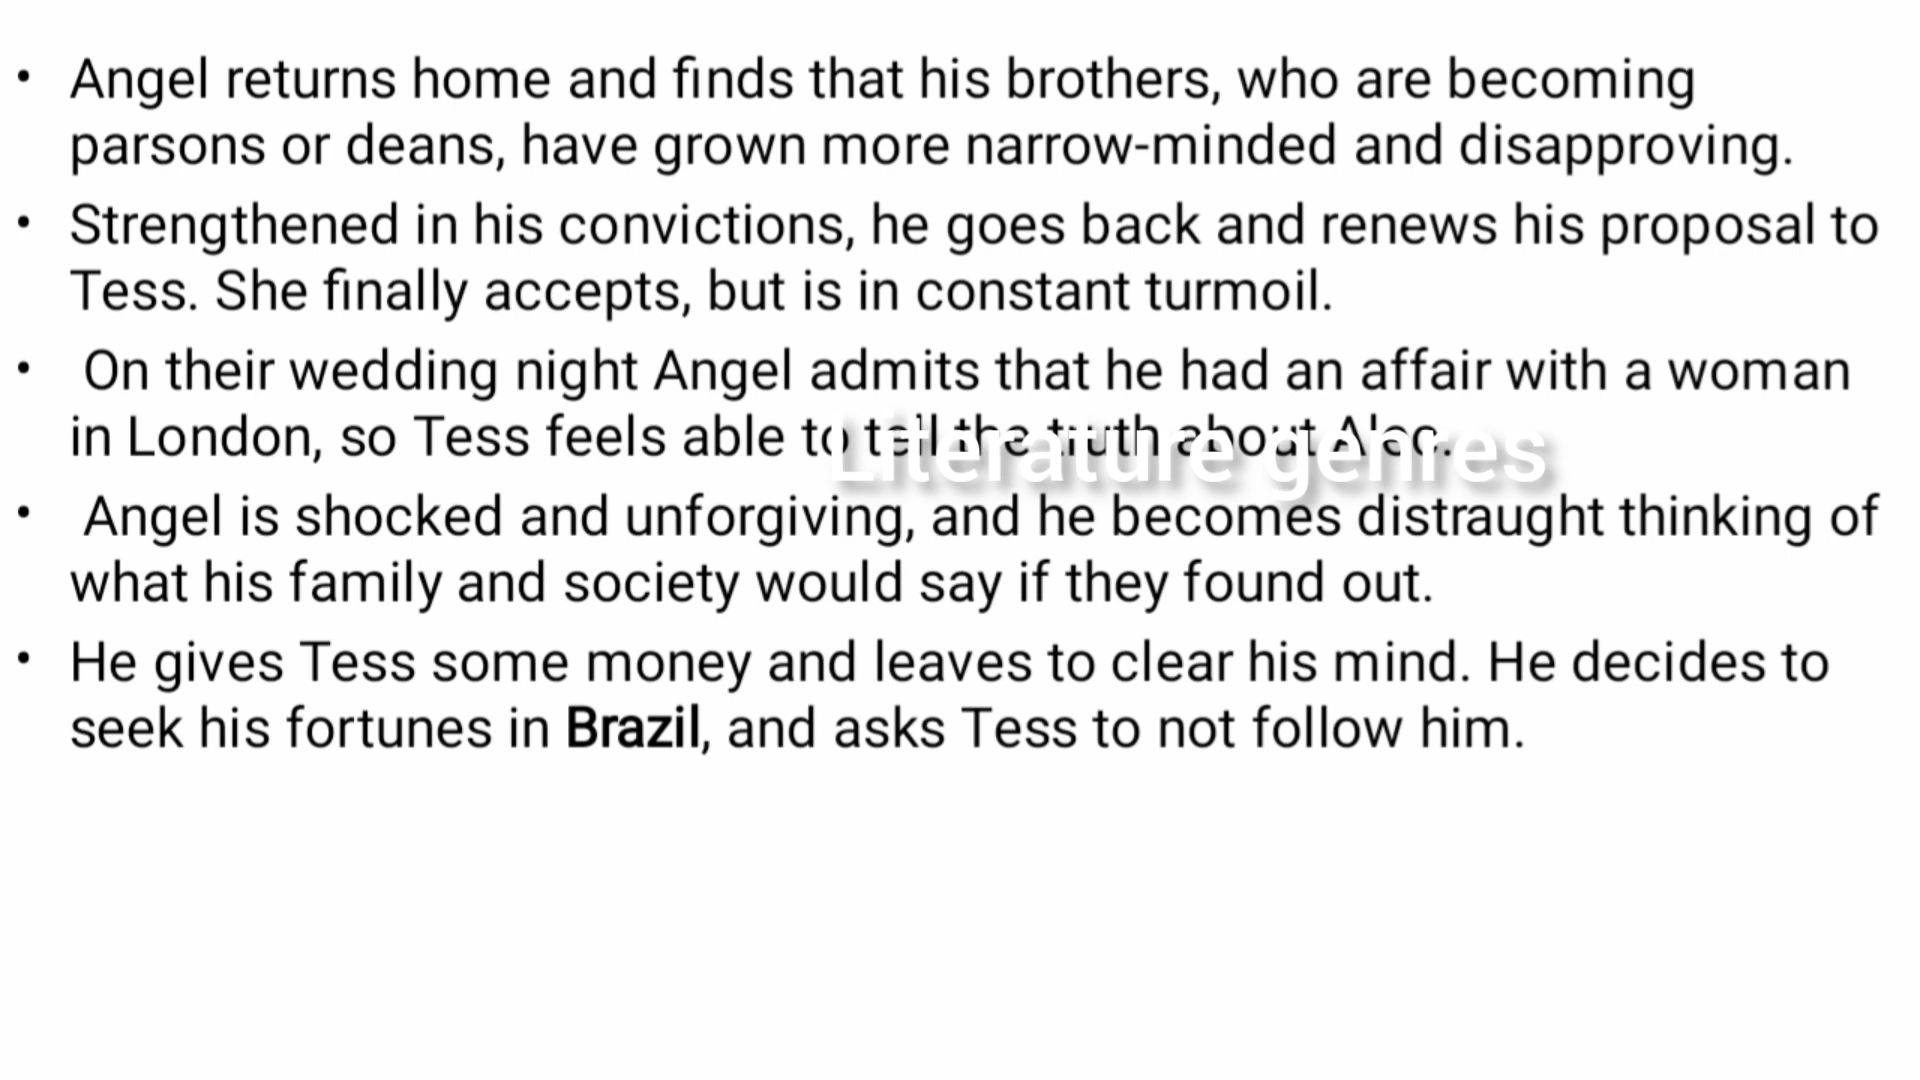 • Angel returns home and finds that his brothers, who are becoming
parsons or deans, have grown more narrow-minded and disapproving.
• Strengthened in his convictions, he goes back and renews his proposal to
Tess. She finally accepts, but is in constant turmoil.
• On their wedding night Angel admits that he had an affair with a woman
in London, so Tess feels able to tell the truth about Alec.
Literature genres
• Angel is shocked and unforgiving, and he becomes distraught thinking of
what his family and society would say if they found out.
• He gives Tess some money and leaves to clear his mind. He decides to
seek his fortunes in Brazil, and asks Tess to not follow him.